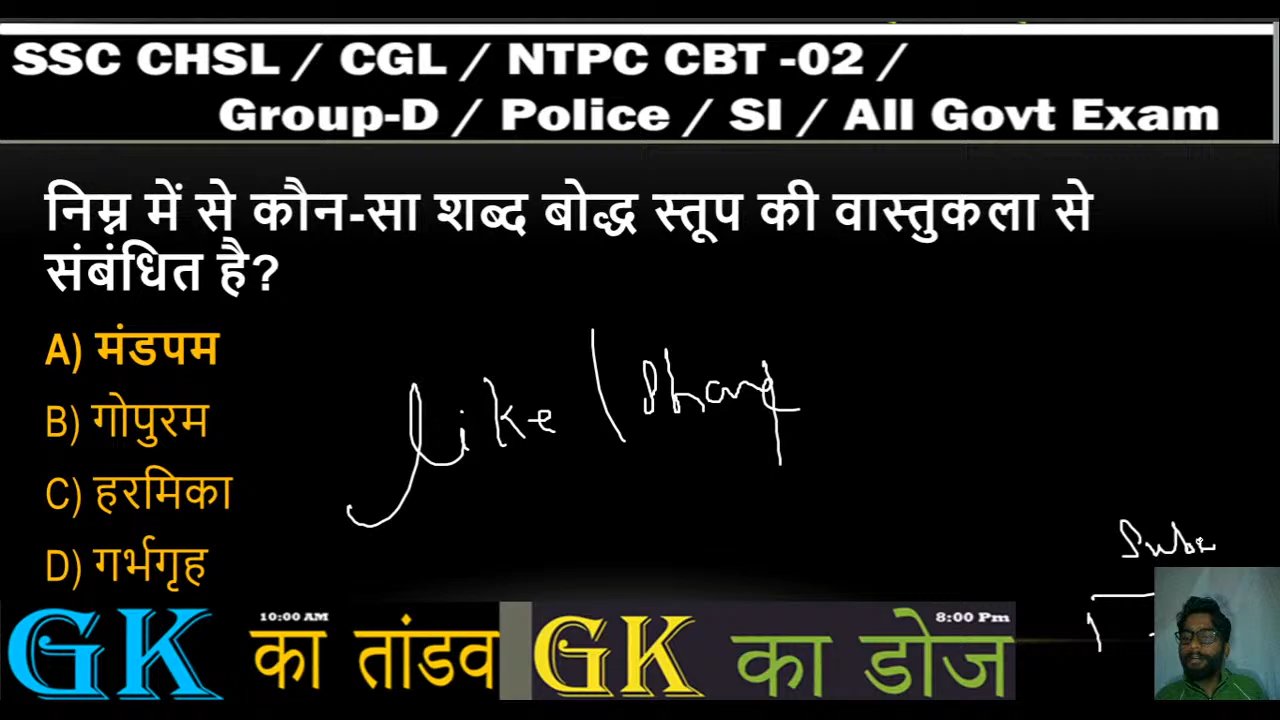 SSC CHSL / CGL / NTPC CBT -02 /
Group-D / Police / SI / All Govt Exam
निम्न में से कौन-सा शब्द बोद्ध स्तूप की वास्तुकला से
संबंधित है?
A) मंडपम
B) गोपुरम
C) हरमिका
D) गर्भगृह
like / share
Subs
10:00 AM
GK का तांडव
8:00 Pm
GK का डोज